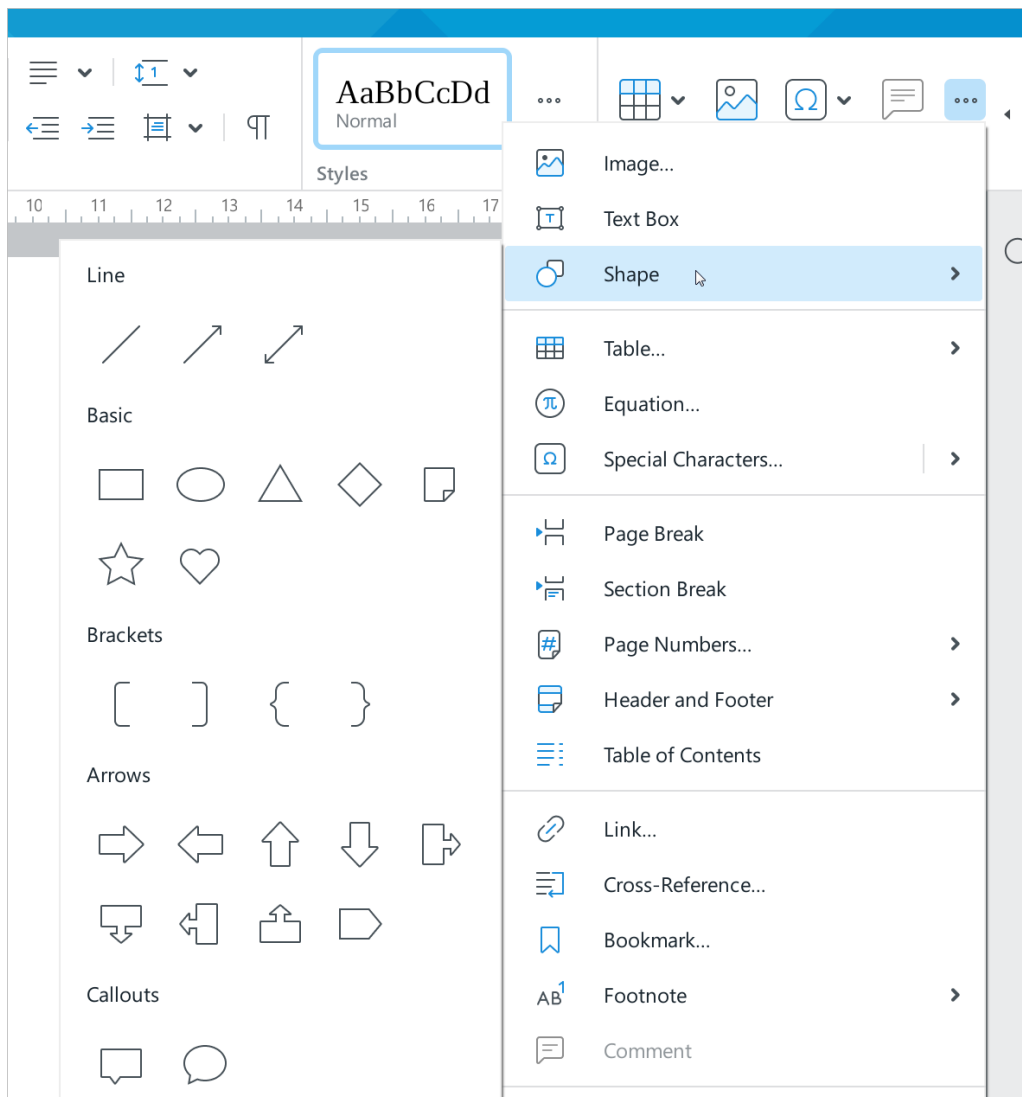 AaBbCcDd
Normal
Styles
10 11 12 13 14 15 16 17
Line
Basic
Brackets
Arrows
Callouts
Image...
Text Box
Shape
Table...
Equation...
Special Characters...
Page Break
Section Break
Page Numbers...
Header and Footer
Table of Contents
Link...
Cross-Reference...
Bookmark...
Footnote
Comment